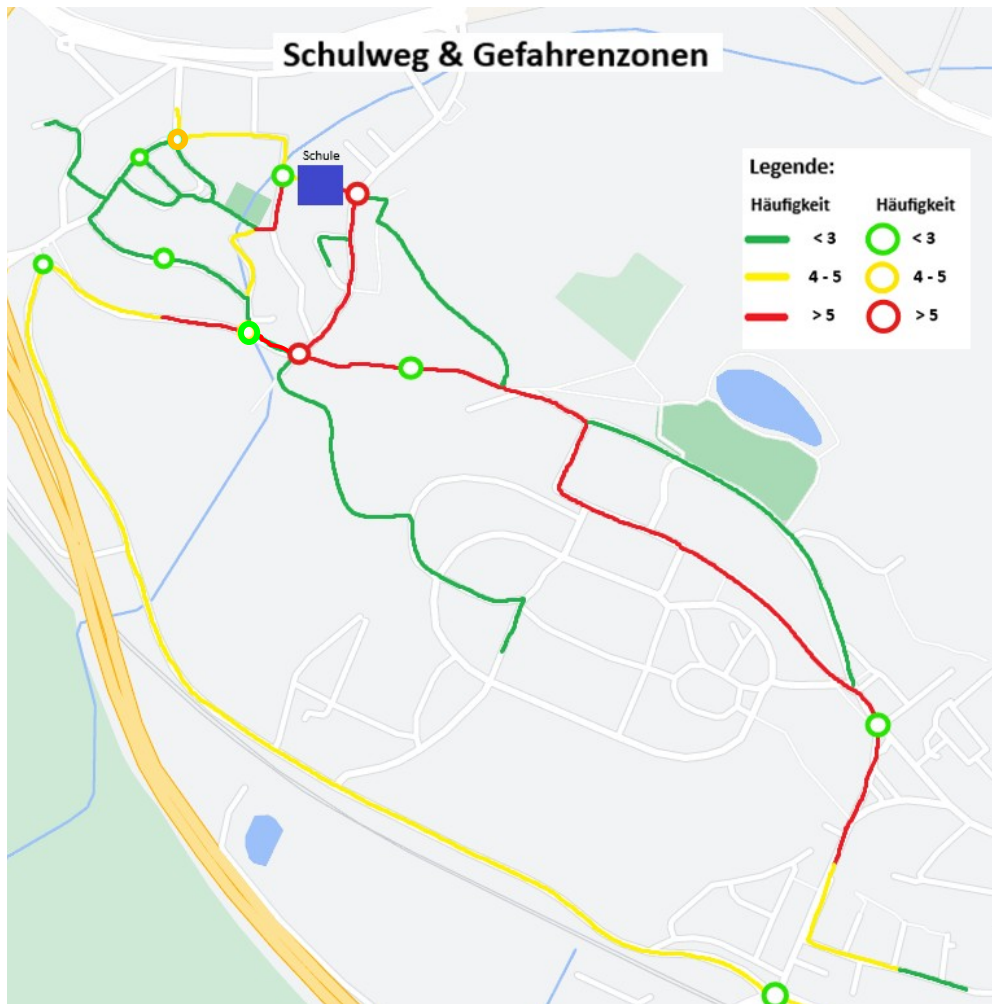 Schulweg & Gefahrenzonen
Schule
Legende:
Häufigkeit Häufigkeit
< 3 < 3
4 - 5 4 - 5
> 5 > 5